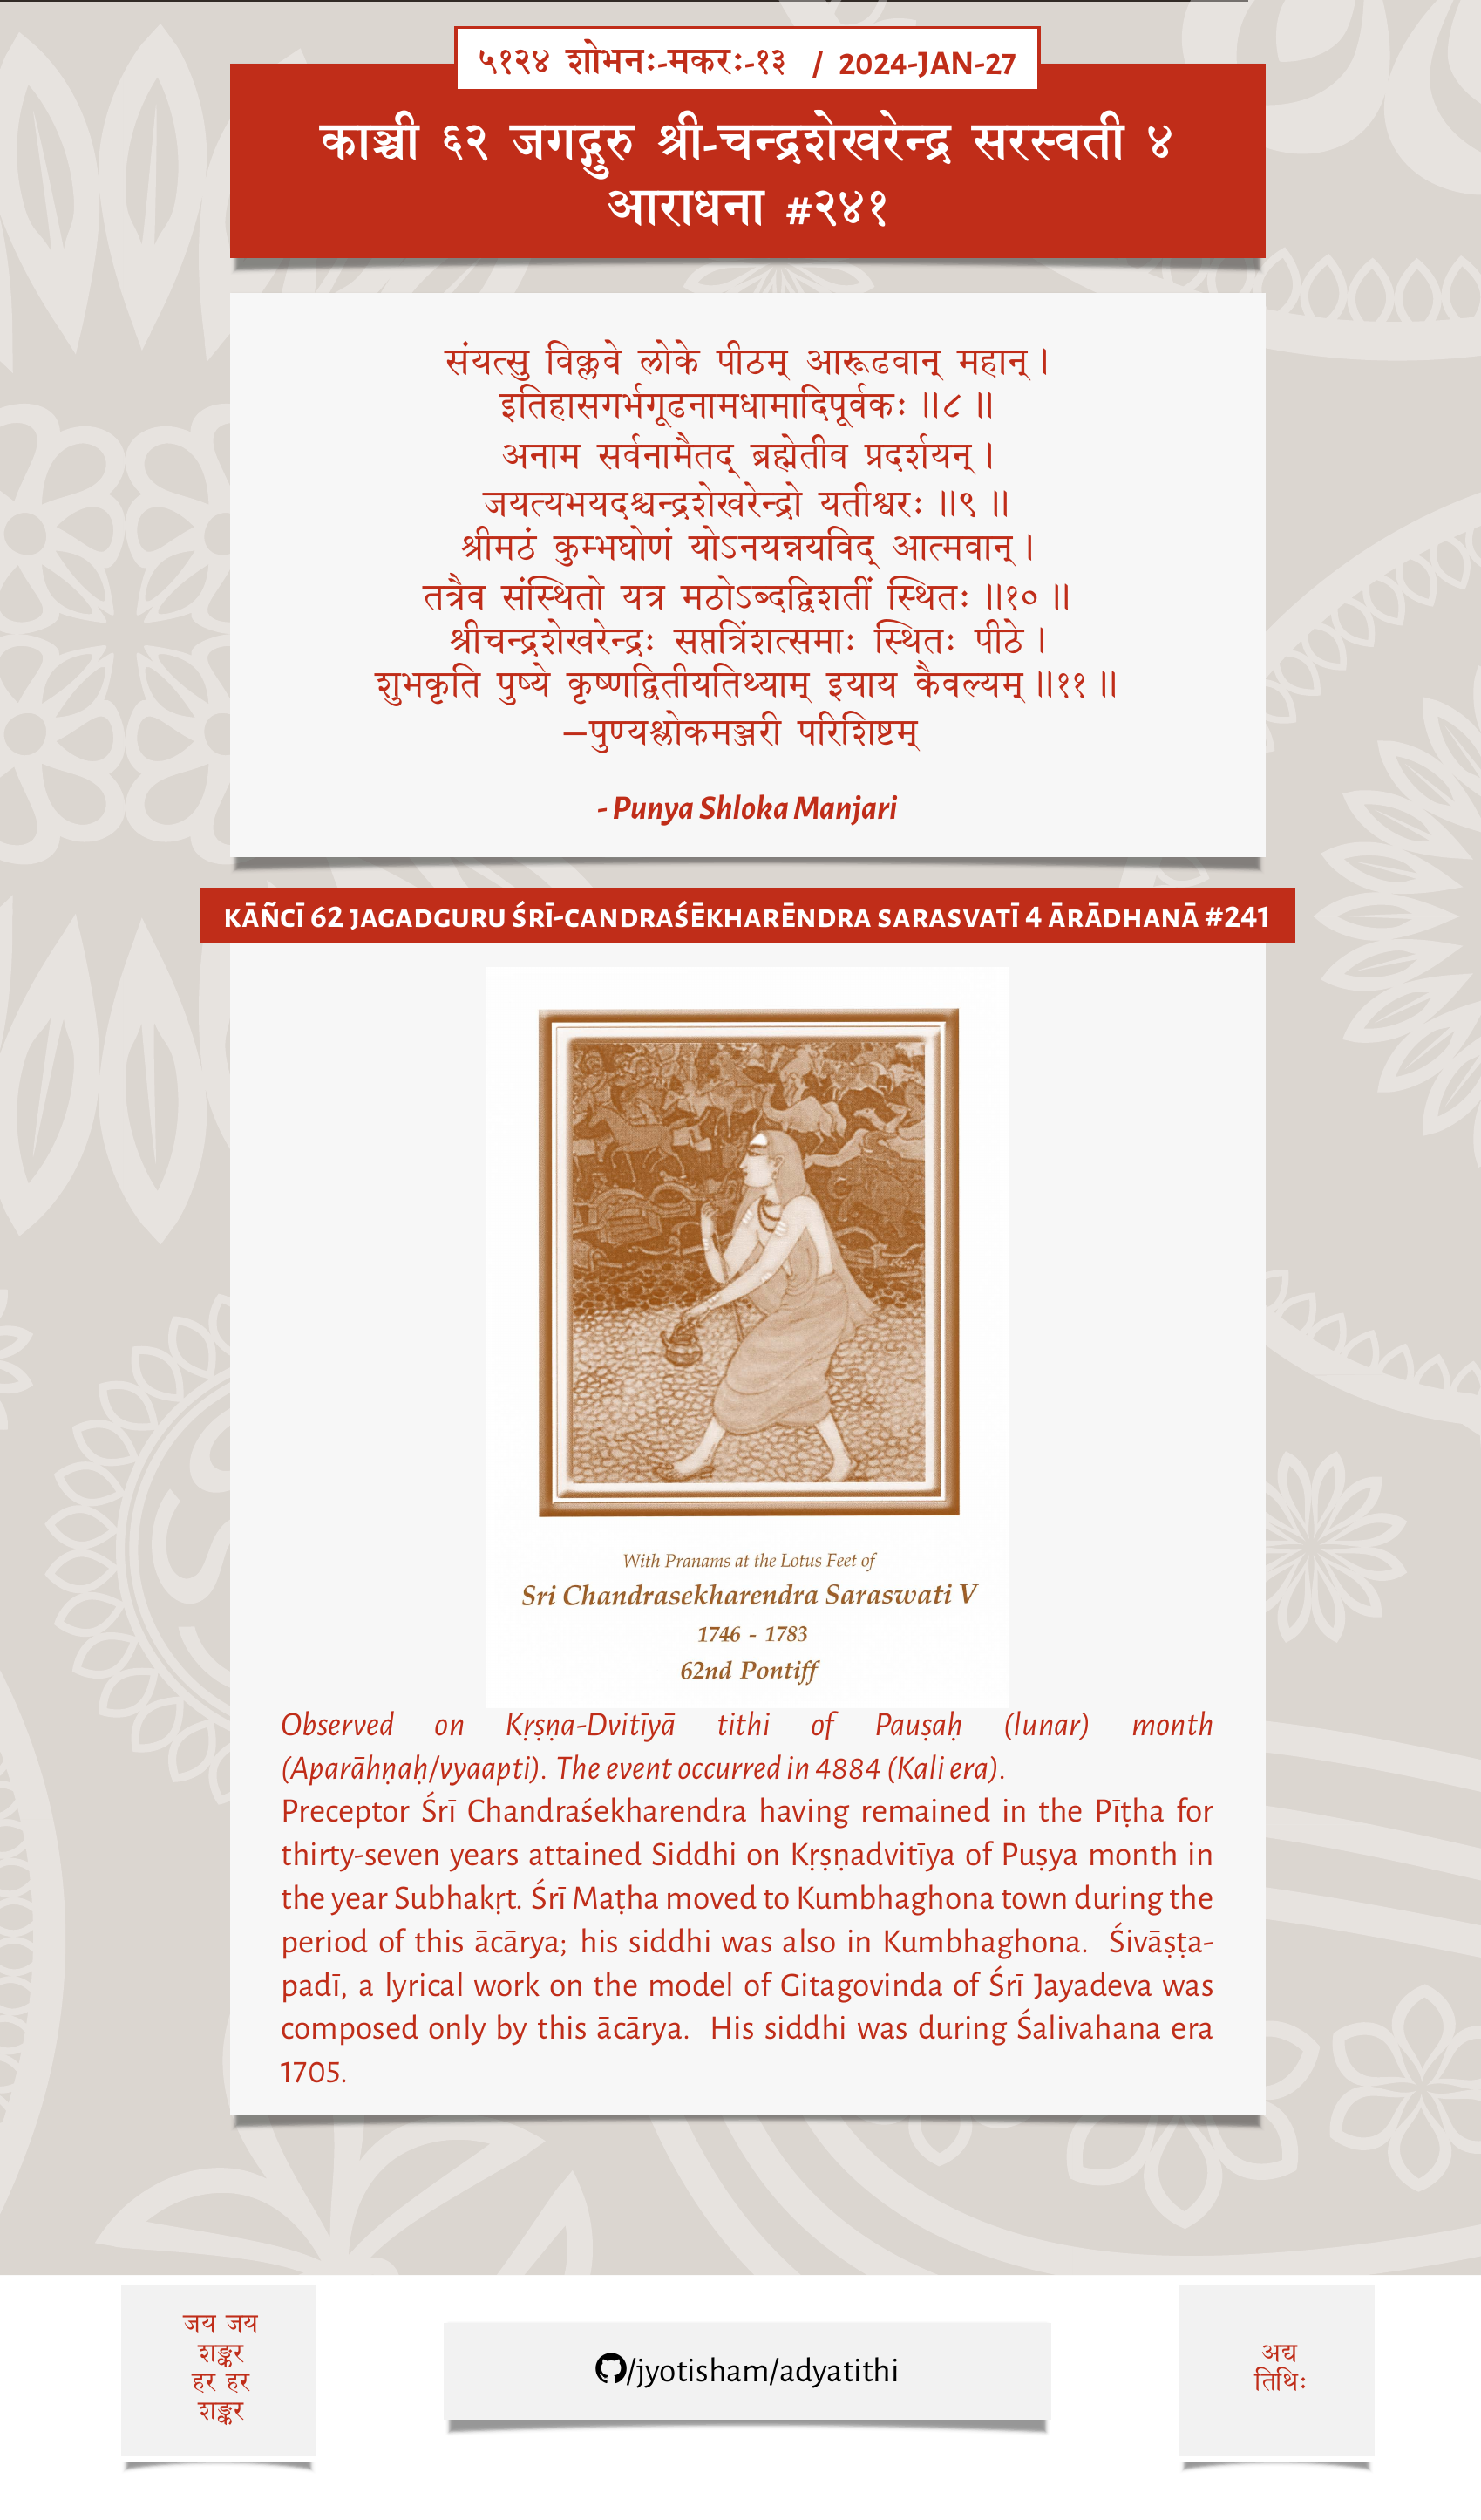 ५१२४ शोभनः-मकरः-१३ / 2024-JAN-27
काञ्ची ६२ जगद्गुरु श्री-चन्द्रशेखरेन्द्र सरस्वती ४
आराधना #२४१
संयत्सु विक्लवे लोके पीठम् आरूढवान् महान्।
इतिहासगर्भगूढनामधामादिपूर्वकः॥८॥
अनाम सर्वनामैतद् ब्रह्मेतीव प्रदर्शयन्।
जयत्यभयदश्चन्द्रशेखरेन्द्रो यतीश्वरः॥९॥
श्रीमठं कुम्भघोणं योऽनयन्नयविद् आत्मवान्।
तत्रैव संस्थितो यत्र मठोऽब्दद्विशतीं स्थितः॥१०॥
श्रीचन्द्रशेखरेन्द्रः सप्तत्रिंशत्समाः स्थितः पीठे।
शुभकृति पुष्ये कृष्णद्वितीयतिथ्याम् इयाय कैवल्यम्॥११॥
—पुण्यश्लोकमञ्जरी परिशिष्टम्
- Punya Shloka Manjari
KĀÑCĪ 62 JAGADGURU ŚRĪ-CANDRAŚĒKHARĒNDRA SARASVATĪ 4 ĀRĀDHANĀ #241
With Pranams at the Lotus Feet of
Sri Chandrasekharendra Saraswati V
1746 - 1783
62nd Pontiff
Observed on Kṛṣṇa-Dvitīyā tithi of Pauṣaḥ (lunar) month
(Aparāhṇaḥ/vyaapti). The event occurred in 4884 (Kali era).
Preceptor Śrī Chandraśekharendra having remained in the Pīṭha for
thirty-seven years attained Siddhi on Kṛṣṇadvitīya of Puṣya month in
the year Subhakṛt. Śrī Maṭha moved to Kumbhaghona town during the
period of this ācārya; his siddhi was also in Kumbhaghona. Śivāṣṭa-
padī, a lyrical work on the model of Gitagovinda of Śrī Jayadeva was
composed only by this ācārya. His siddhi was during Śalivahana era
1705.
जय जय
शङ्कर
हर हर
शङ्कर
/jyotisham/adyatithi
अद्य
तिथिः